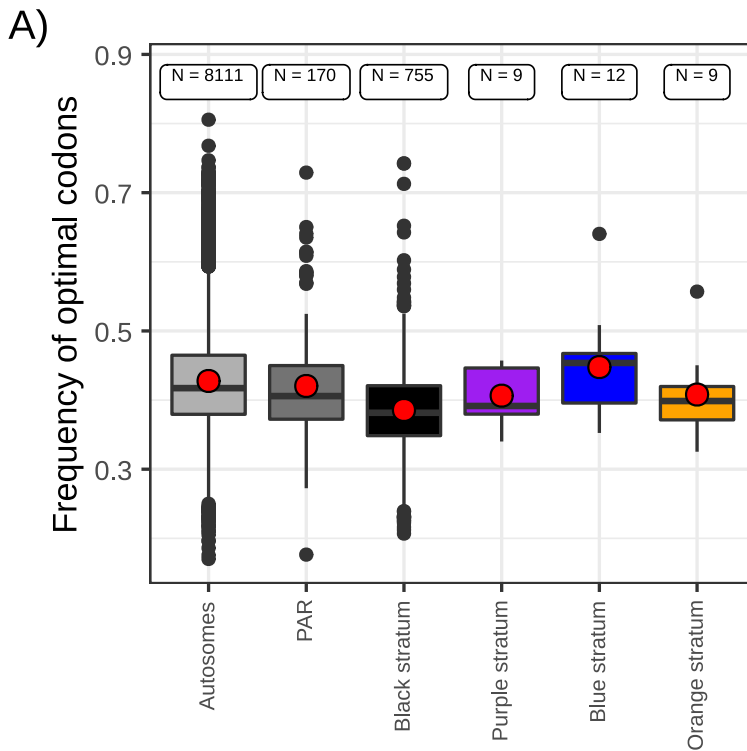 A)
N = 8111
N = 170
N = 755
N = 9
N = 12
N = 9
Frequency of optimal codons
0.9
0.7
0.5
0.3
Autosomes
PAR
Black stratum
Purple stratum
Blue stratum
Orange stratum